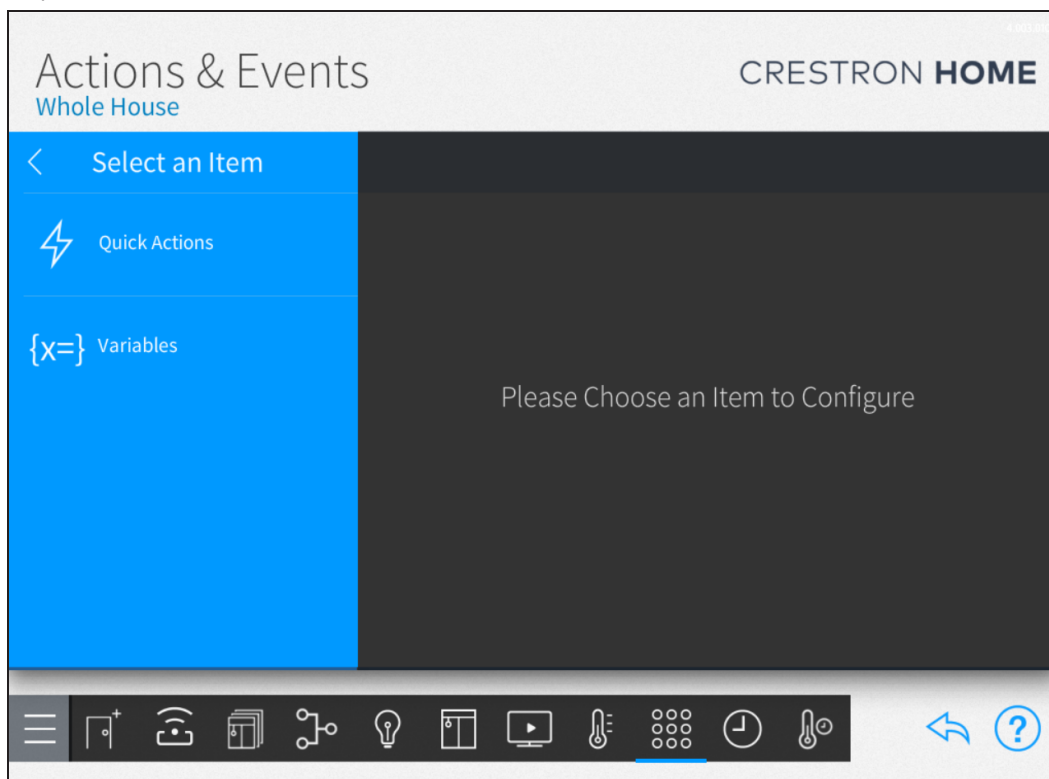 Actions & Events
CRESTRON HOME
Whole House
Select an Item
Quick Actions
{x=} Variables
Please Choose an Item to Configure
?